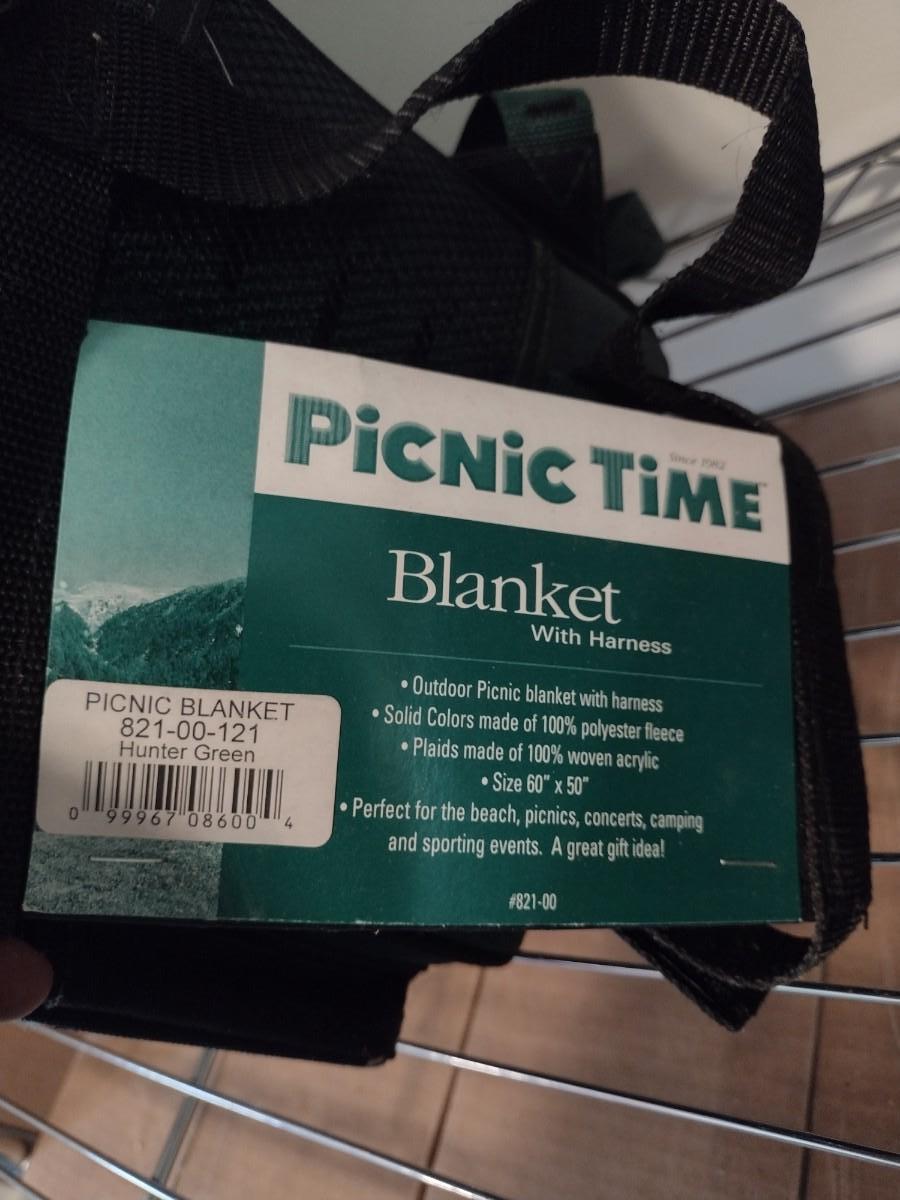 PiCNiC TiME
Since 1982
Blanket
With Harness
• Outdoor Picnic blanket with harness
• Solid Colors made of 100% polyester fleece
• Plaids made of 100% woven acrylic
• Size 60" x 50"
• Perfect for the beach, picnics, concerts, camping
and sporting events. A great gift idea!
#821-00
PICNIC BLANKET
821-00-121
Hunter Green
0 99967 08600 4